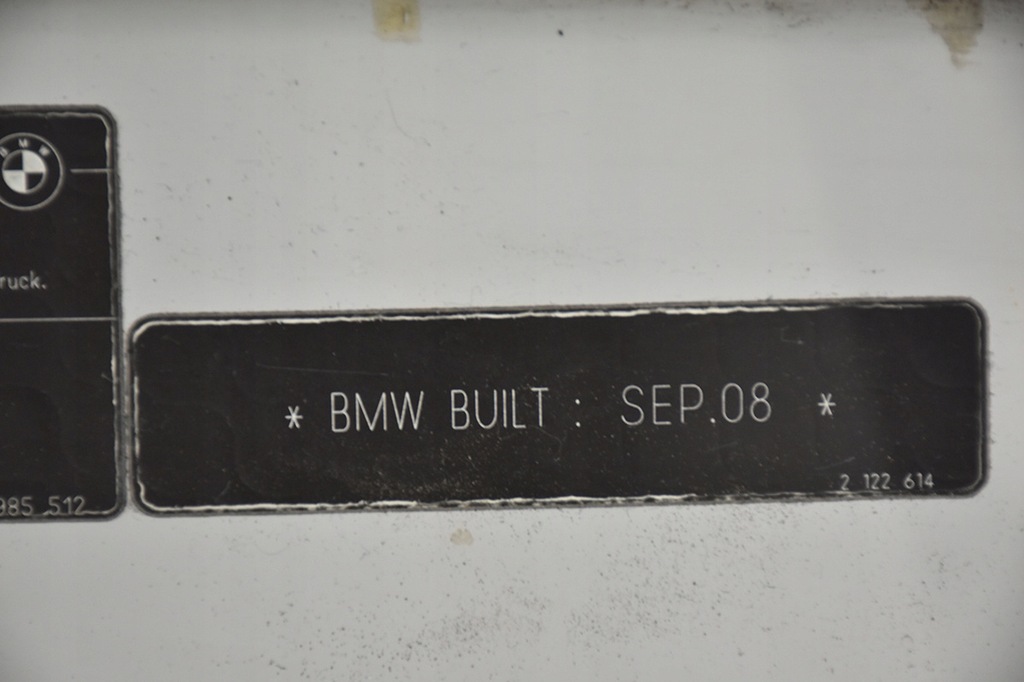 BMW
ruck.
985 512
* BMW BUILT : SEP.08 *
2 122 614